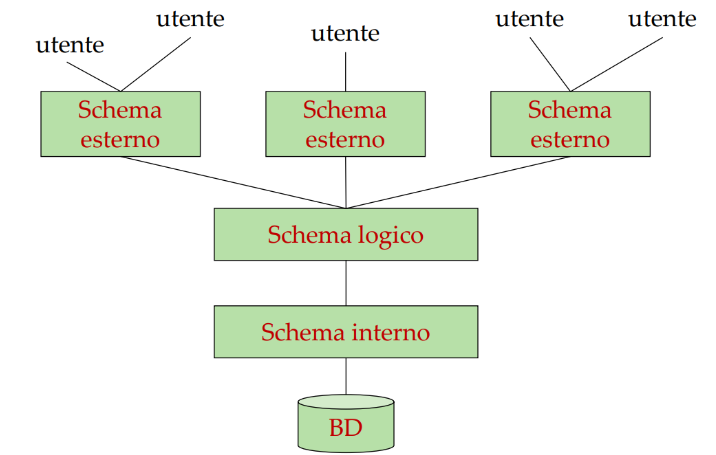 utente
utente
utente
utente
utente
Schema
esterno
Schema
esterno
Schema
esterno
Schema logico
Schema interno
BD